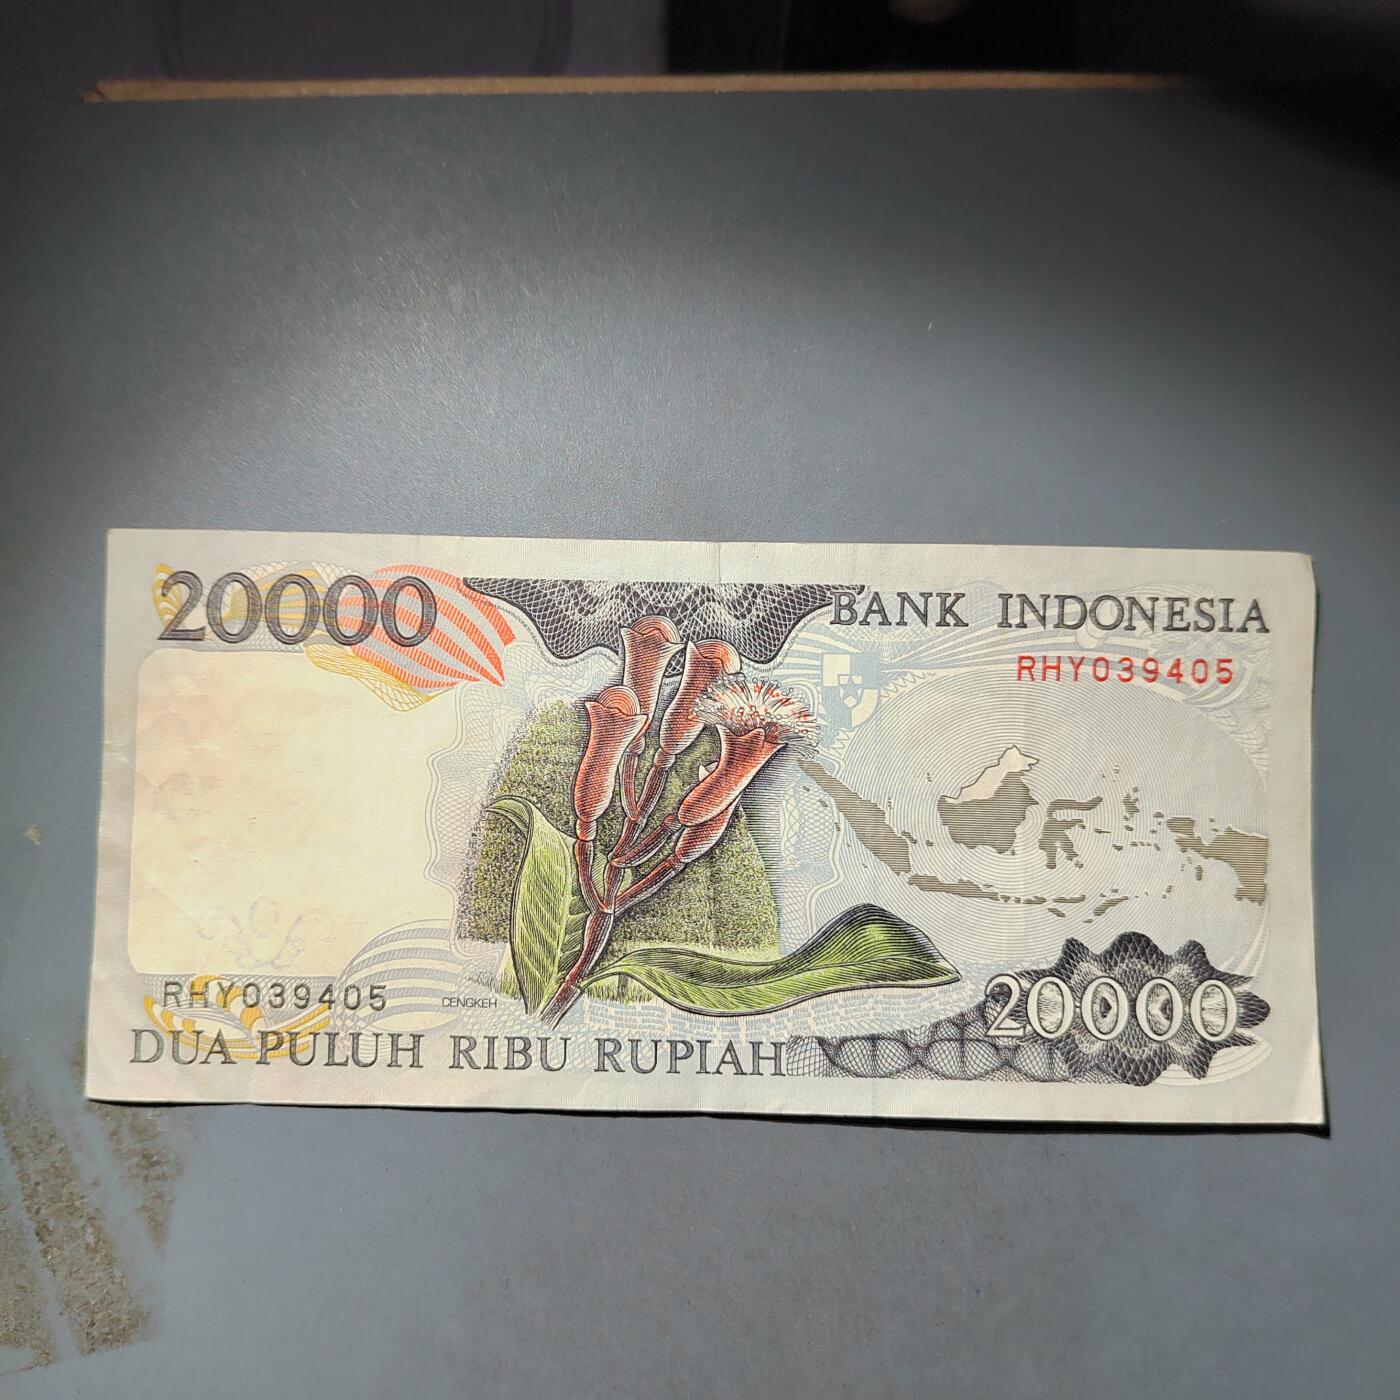 20000
BANK INDONESIA
RHY039405
RHY039405
CENGKEH
20000
DUA PULUH RIBU RUPIAH